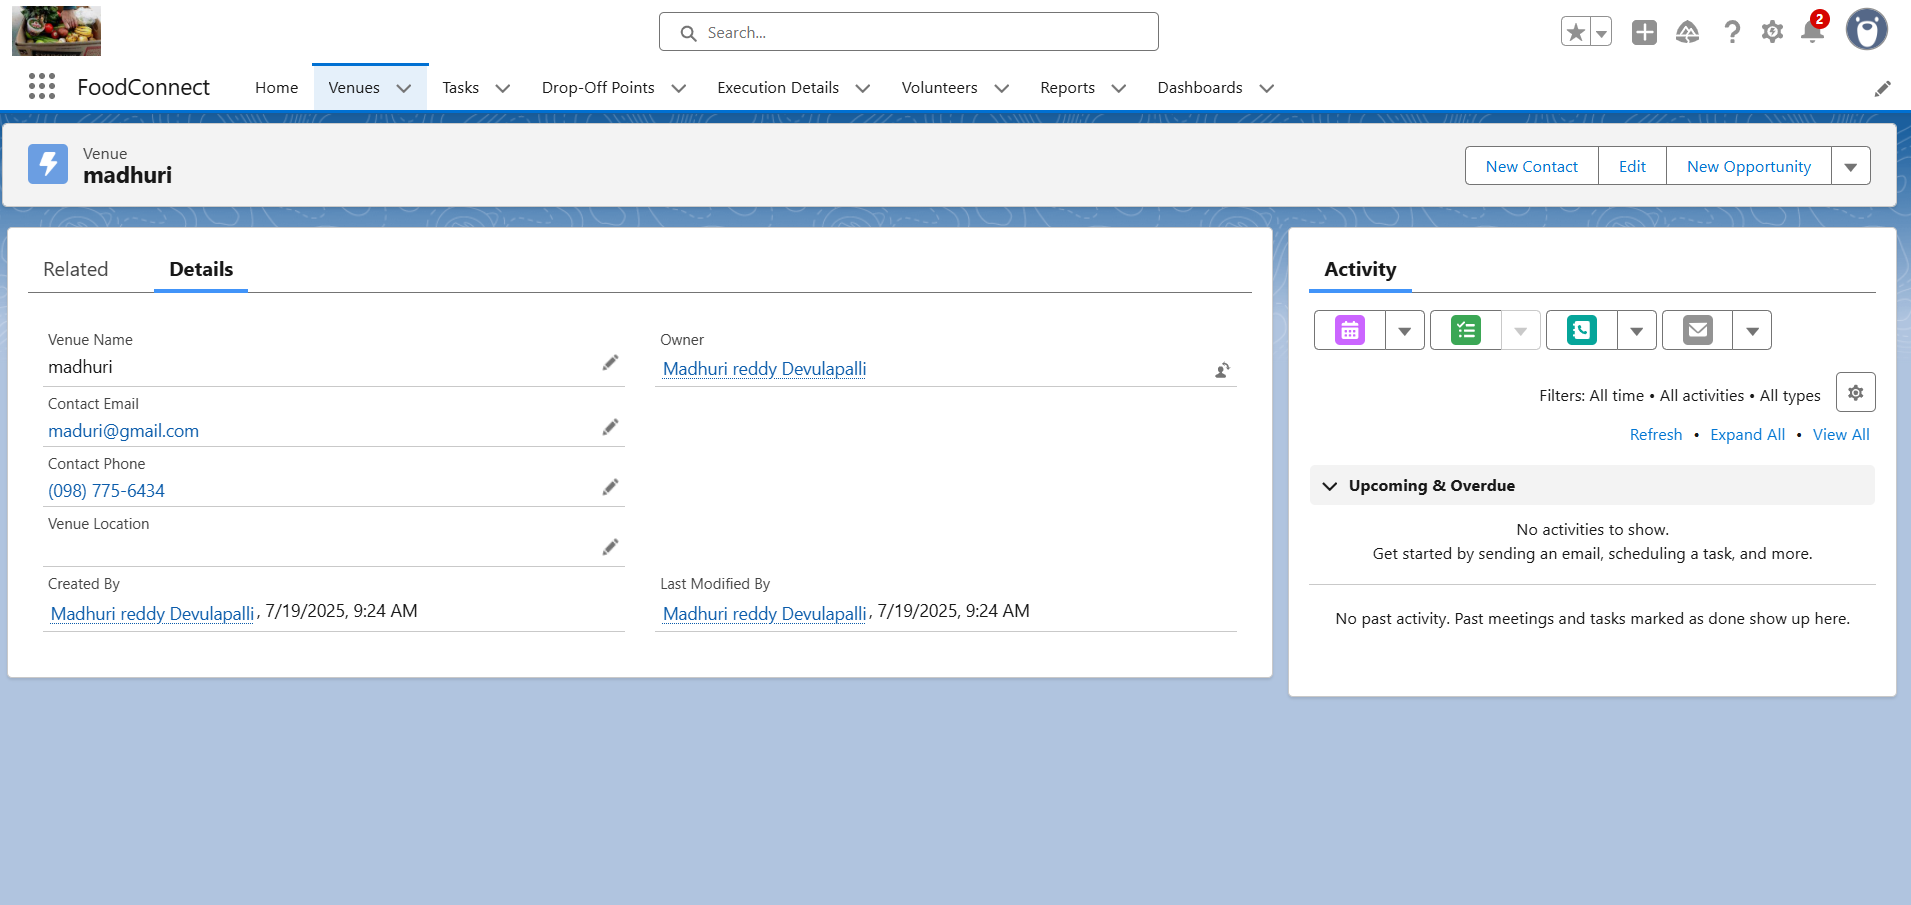 Search...
2
FoodConnect
Home
Venues
Tasks
Drop-Off Points
Execution Details
Volunteers
Reports
Dashboards
Venue
madhuri
New Contact
Edit
New Opportunity
Related
Details
Venue Name
madhuri
Owner
Madhuri reddy Devulapalli
Contact Email
maduri@gmail.com
Contact Phone
(098) 775-6434
Venue Location
Created By
Madhuri reddy Devulapalli, 7/19/2025, 9:24 AM
Last Modified By
Madhuri reddy Devulapalli, 7/19/2025, 9:24 AM
Activity
Filters: All time • All activities • All types
Refresh • Expand All • View All
Upcoming & Overdue
No activities to show.
Get started by sending an email, scheduling a task, and more.
No past activity. Past meetings and tasks marked as done show up here.